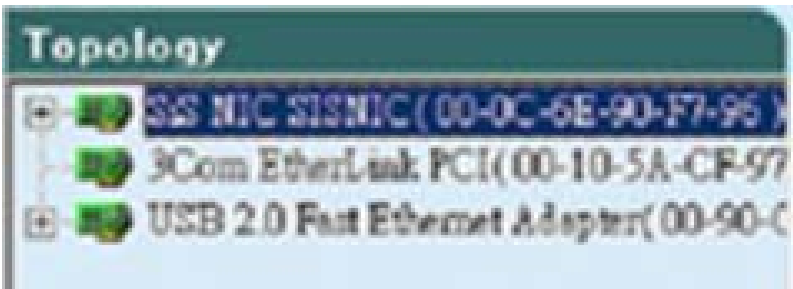 Topology
SiS NIC SISNIC(00-0C-6E-90-F7-96)
3Com EtherLink PCI(00-10-5A-CF-97
USB 2.0 Fast Ethernet Adapter(00-90-C